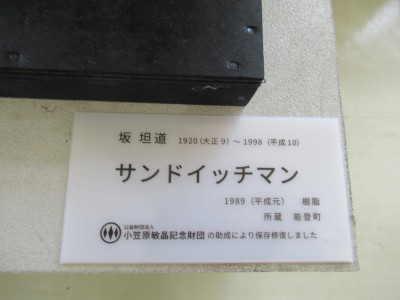 坂 坦道 1920（大正9）～1998（平成10）
サンドイッチマン
1989（平成元） 樹脂
所蔵 能登町
公益財団法人
小笠原敏晶記念財団 の助成により保存修復しました